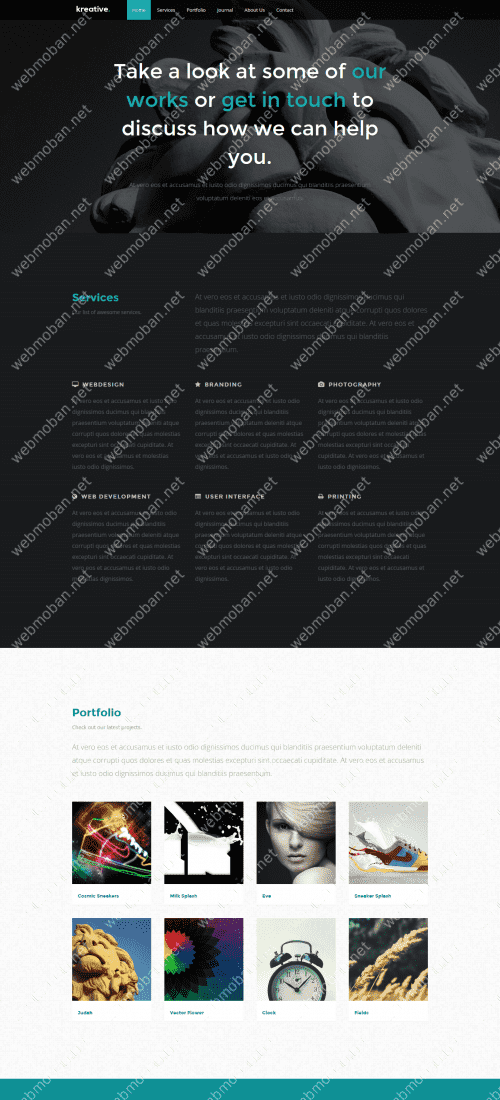 kreative.
Home Services Portfolio Journal About Us Contact
Take a look at some of our
works or get in touch to
discuss how we can help
you.
At vero eos et accusamus et iusto odio dignissimos ducimus qui blanditiis praesentium
voluptatum deleniti eos et accusamus.
Services
list of awesome services.
At vero eos et accusamus et iusto odio dignissimos ducimus qui
blanditiis praesentium voluptatum deleniti atque corrupti quos dolores
et quas molestias excepturi sint occaecati cupiditate. At vero eos et
accusamus et iusto odio dignissimos ducimus qui blanditiis
praesentium.
WEBDESIGN
At vero eos et accusamus et iusto odio
dignissimos ducimus qui blanditiis
praesentium voluptatum deleniti atque
corrupti quos dolores et quas molestias
excepturi sint occaecati cupiditate. At
vero eos et accusamus et molestias
iusto odio dignissimos.
BRANDING
At vero eos et accusamus et iusto odio
dignissimos ducimus qui blanditiis
praesentium voluptatum deleniti atque
corrupti quos dolores et quas molestias
excepturi sint occaecati cupiditate. At
vero eos et accusamus et iusto odio
dignissimos.
PHOTOGRAPHY
At vero eos et accusamus et iusto odio
dignissimos ducimus qui blanditiis
praesentium voluptatum deleniti atque
corrupti quos dolores et molestias
excepturi sint occaecati cupiditate. At
vero eos et accusamus et quas
iusto odio dignissimos.
WEB DEVELOPMENT
At vero eos et accusamus et iusto odio
dignissimos ducimus qui blanditiis
praesentium voluptatum deleniti atque
corrupti quos dolores et quas molestias
excepturi sint occaecati cupiditate. At
vero eos et accusamus et iusto odio
molestias dignissimos.
USER INTERFACE
At vero eos et accusamus et iusto odio
dignissimos ducimus qui blanditiis
praesentium voluptatum deleniti atque
corrupti quos dolores et quas molestias
excepturi sint occaecati cupiditate. At
vero eos et accusamus et iusto odio
dignissimos.
PRINTING
At vero eos et accusamus et iusto odio
dignissimos ducimus qui blanditiis
praesentium voluptatum deleniti atque
corrupti molestias dolores et quas
excepturi sint occaecati quas
cupiditate. At vero eos et accusamus et
iusto odio dignissimos.
Portfolio
Check out our latest projects.
At vero eos et accusamus et iusto odio dignissimos ducimus qui blanditiis praesentium voluptatum deleniti
atque corrupti quos dolores et quas molestias excepturi sint occaecati cupiditate. At vero eos et accusamus
et iusto odio dignissimos ducimus qui blanditiis praesentium.
Cosmic Sneakers
Milk Splash
Eve
Sneaker Splash
Judah
Vector Flower
Clock
Fields
webmoban.net